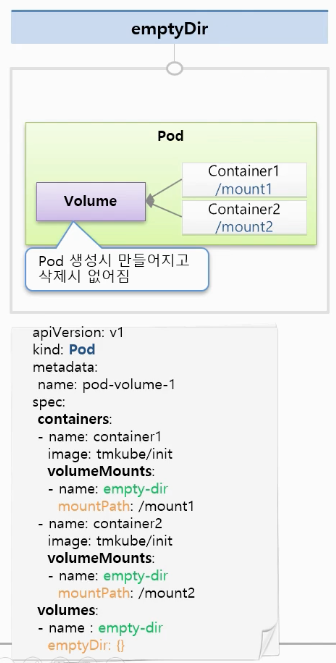 emptyDir
Pod
Volume
Container1
/mount1
Container2
/mount2
Pod 생성시 만들어지고
삭제시 없어짐
apiVersion: v1
kind: Pod
metadata:
 name: pod-volume-1
spec:
 containers:
 - name: container1
   image: tmkube/init
   volumeMounts:
   - name: empty-dir
     mountPath: /mount1
 - name: container2
   image: tmkube/init
   volumeMounts:
   - name: empty-dir
     mountPath: /mount2
 volumes:
 - name : empty-dir
   emptyDir: {}